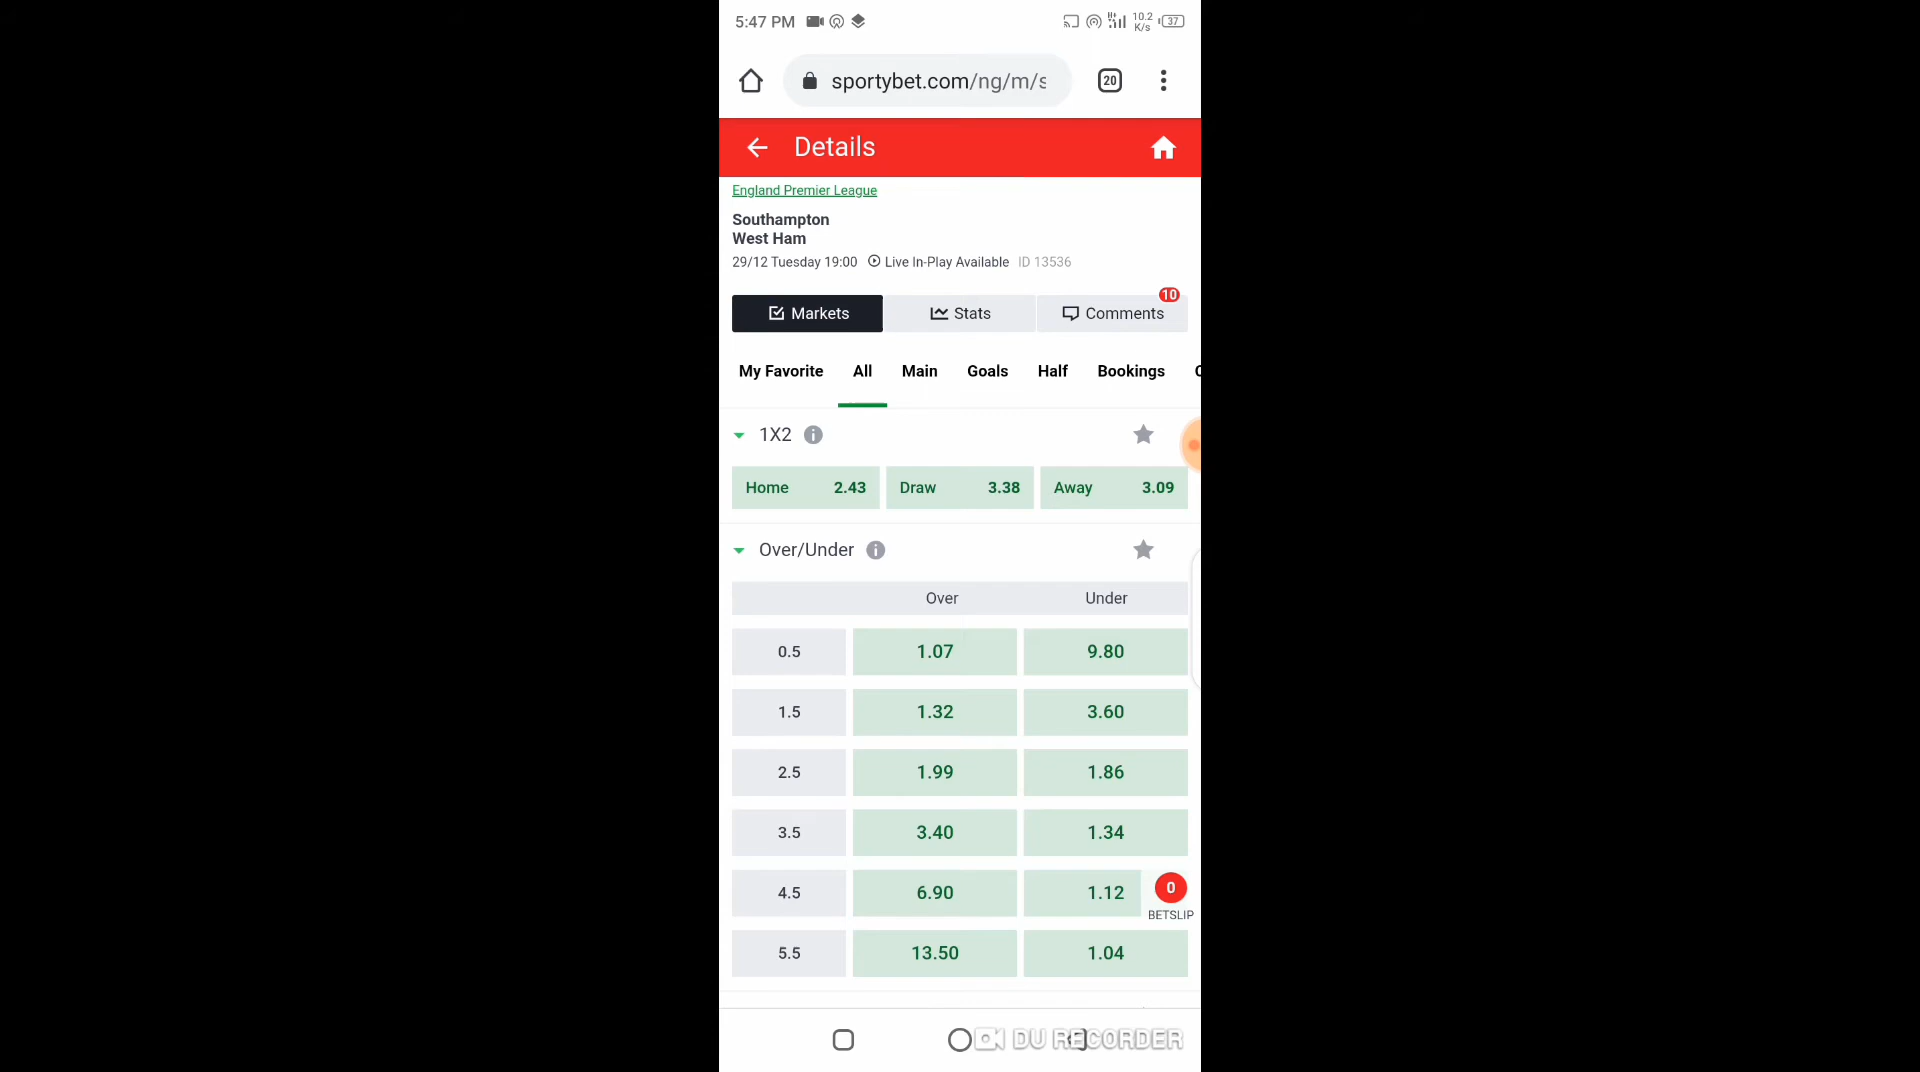 5:47 PM
10.2
K/s
37
sportybet.com/ng/m/s
20
Details
England Premier League
Southampton
West Ham
29/12 Tuesday 19:00 Live In-Play Available ID 13536
10
Markets Stats Comments
My Favorite All Main Goals Half Bookings
1X2
Home 2.43 Draw 3.38 Away 3.09
Over/Under
Over Under
0.5 1.07 9.80
1.5 1.32 3.60
2.5 1.99 1.86
3.5 3.40 1.34
4.5 6.90 1.12
0
BETSLIP
5.5 13.50 1.04
DU RECORDER